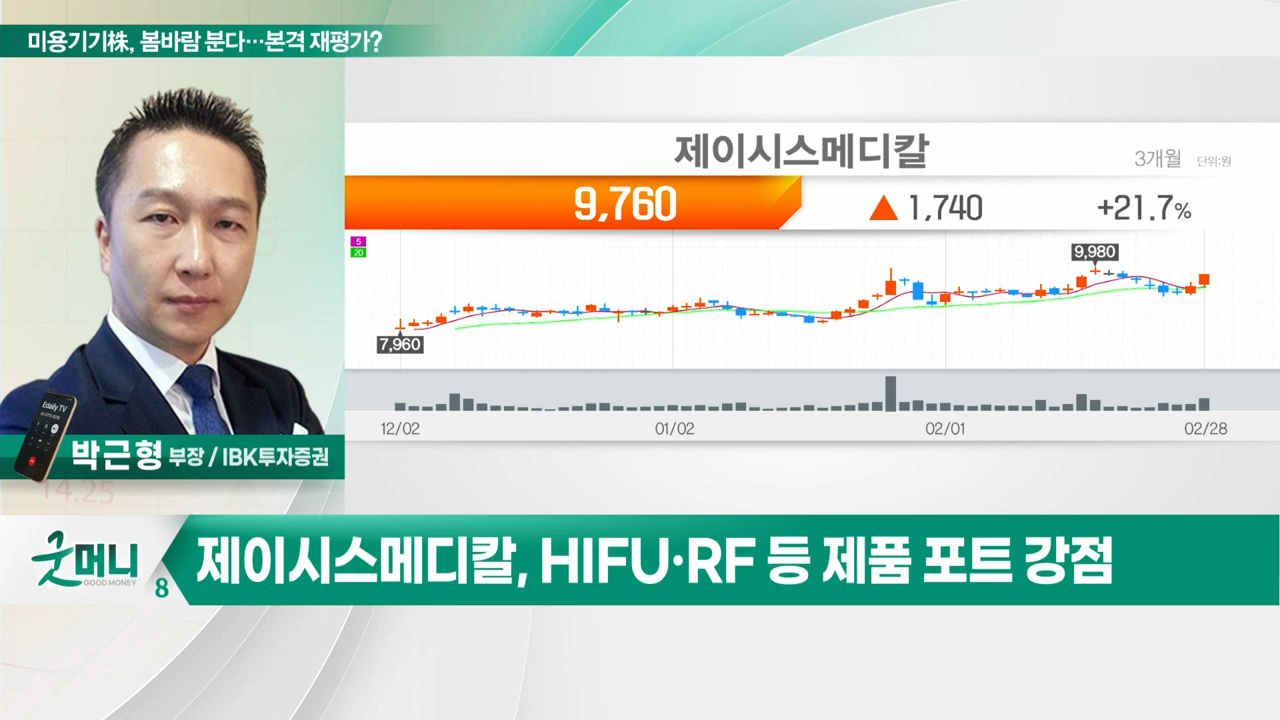 미용기기株, 봄바람 분다…본격 재평가?
제이시스메디칼
3개월 단위:원
9,760
▲ 1,740
+21.7%
5
20
9,980
7,960
12/02
01/02
02/01
02/28
Edaily TV
박근형 부장 / IBK투자증권
14.25
굿머니
GOOD MONEY
8
제이시스메디칼, HIFU·RF 등 제품 포트 강점